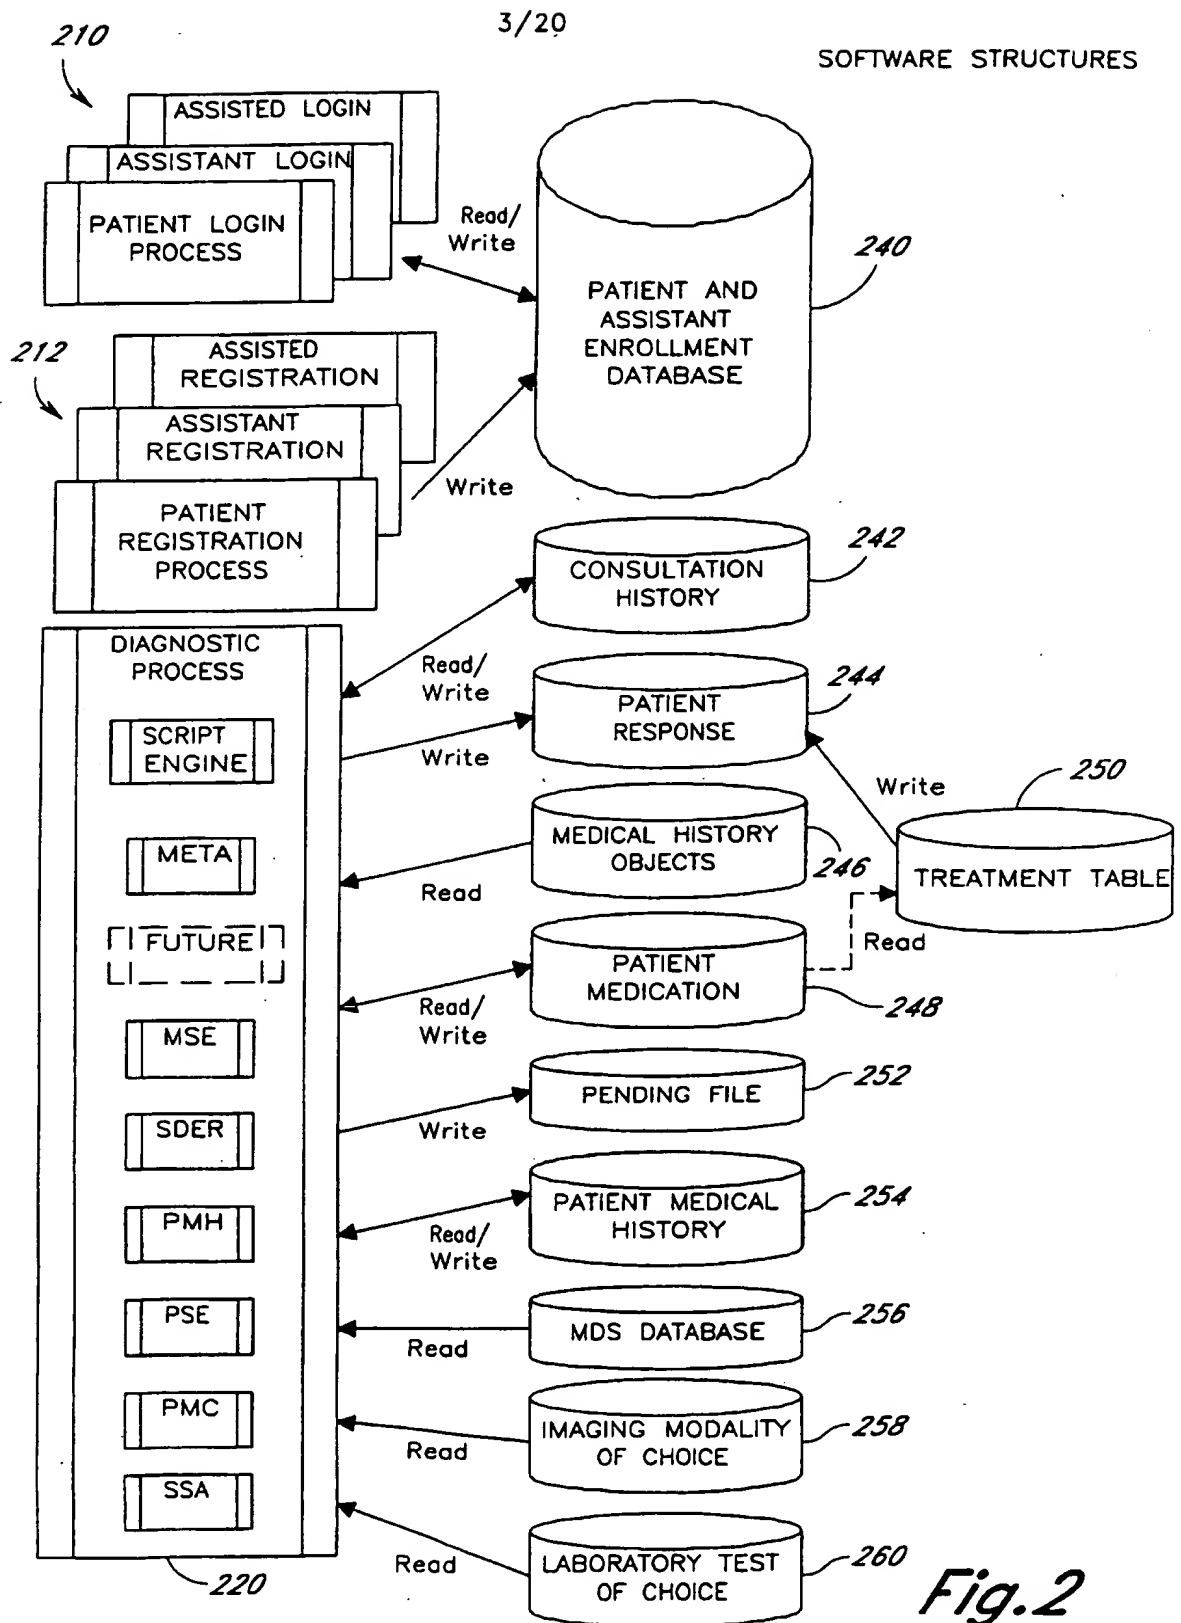 3/20
SOFTWARE STRUCTURES
210
ASSISTED LOGIN
ASSISTANT LOGIN
PATIENT LOGIN
PROCESS
Read/
Write
PATIENT AND
ASSISTANT
ENROLLMENT
DATABASE
240
212
ASSISTED
REGISTRATION
ASSISTANT
REGISTRATION
PATIENT
REGISTRATION
PROCESS
Write
CONSULTATION
HISTORY
242
DIAGNOSTIC
PROCESS
Read/
Write
PATIENT
RESPONSE
244
SCRIPT
ENGINE
Write
Write
250
TREATMENT TABLE
META
Read
MEDICAL HISTORY
OBJECTS
246
Read
FUTURE
PATIENT
MEDICATION
248
Read/
Write
MSE
PENDING FILE
252
SDER
Write
PATIENT MEDICAL
HISTORY
254
PMH
Read/
Write
PSE
Read
MDS DATABASE
256
PMC
Read
IMAGING MODALITY
OF CHOICE
258
SSA
Read
LABORATORY TEST
OF CHOICE
260
220
Fig.2